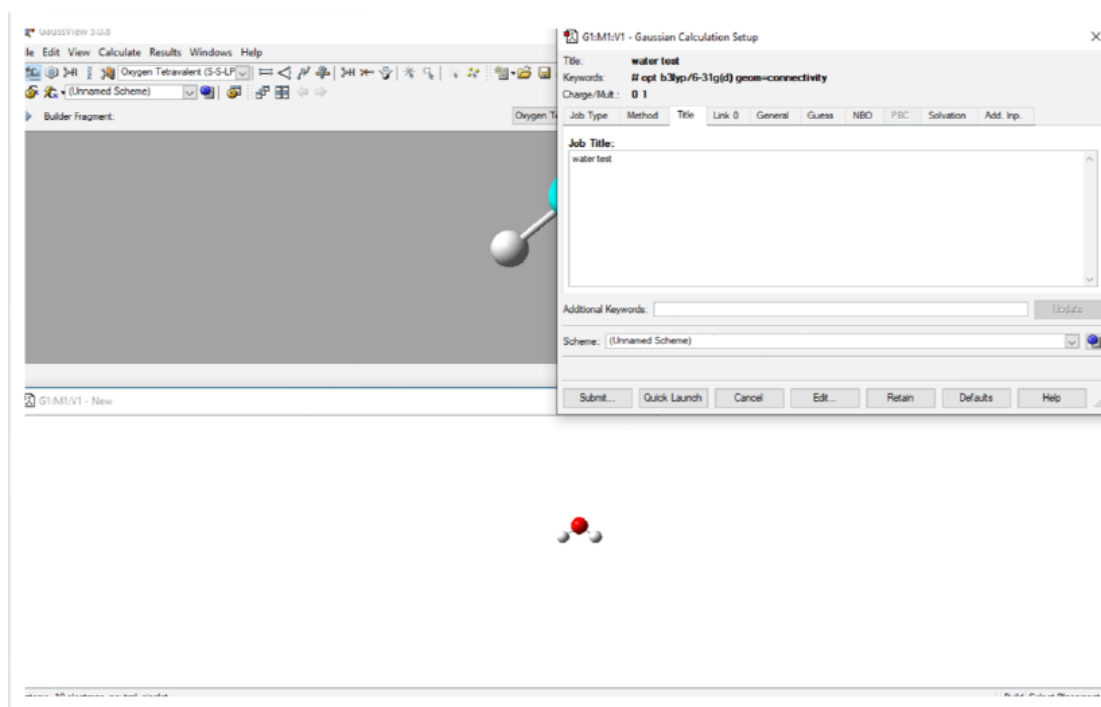 GaussView 5.0.8
Edit View Calculate Results Windows Help
Oxygen Tetravalent (S-S-LP
(Unnamed Scheme)
Builder Fragment:
Oxygen Te
G1:M1:V1 - Gaussian Calculation Setup
Title: water test
Keywords: # opt b3lyp/6-31g(d) geom=connectivity
Charge/Mult.: 0 1
Job Type Method Title Link 0 General Guess NBO PBC Solvation Add. Inp.
Job Title:
water test
Additional Keywords:
Update
Scheme: (Unnamed Scheme)
Submit... Quick Launch Cancel Edit... Retain Defaults Help
G1:M1:V1 - New